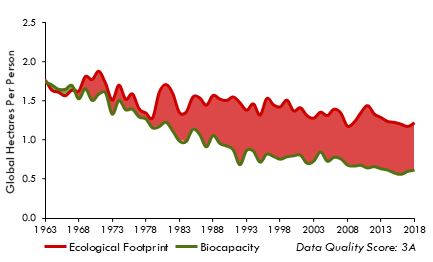 Global Hectares Per Person
2.5
2.0
1.5
1.0
0.5
0.0
1963 1968 1973 1978 1983 1988 1993 1998 2003 2008 2013 2018
Ecological Footprint Biocapacity Data Quality Score: 3A